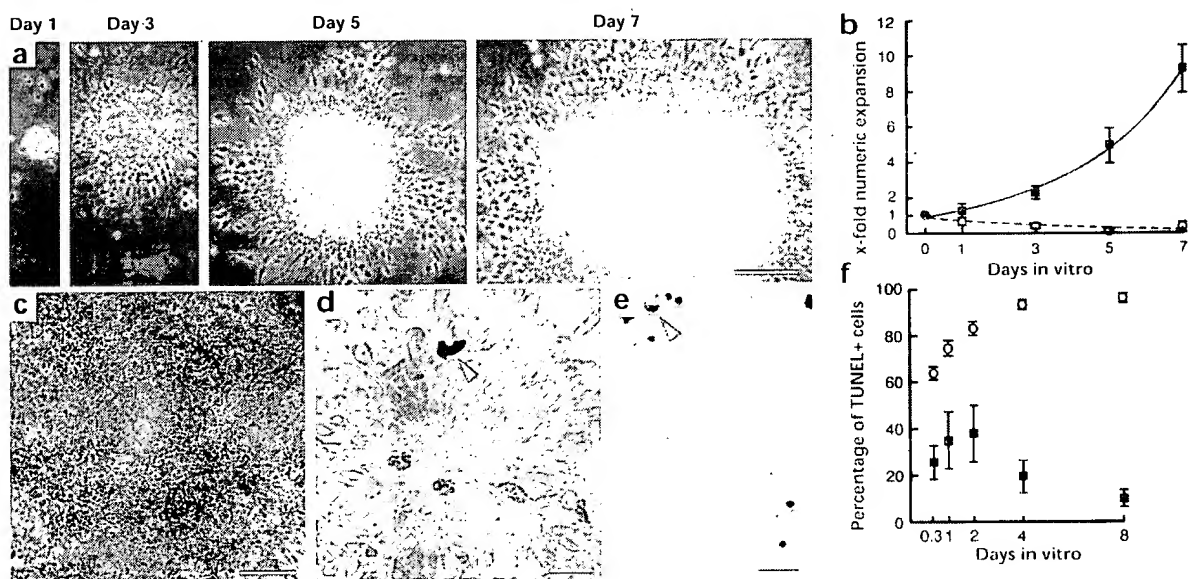 Day 1 Day 3 Day 5 Day 7
a
b
x-fold numeric expansion
12
10
8
6
4
2
1
0
0 1 3 5 7
Days in vitro
c
d
e
f
Percentage of TUNEL+ cells
100
80
60
40
20
0
0.3 1 2 4 8
Days in vitro